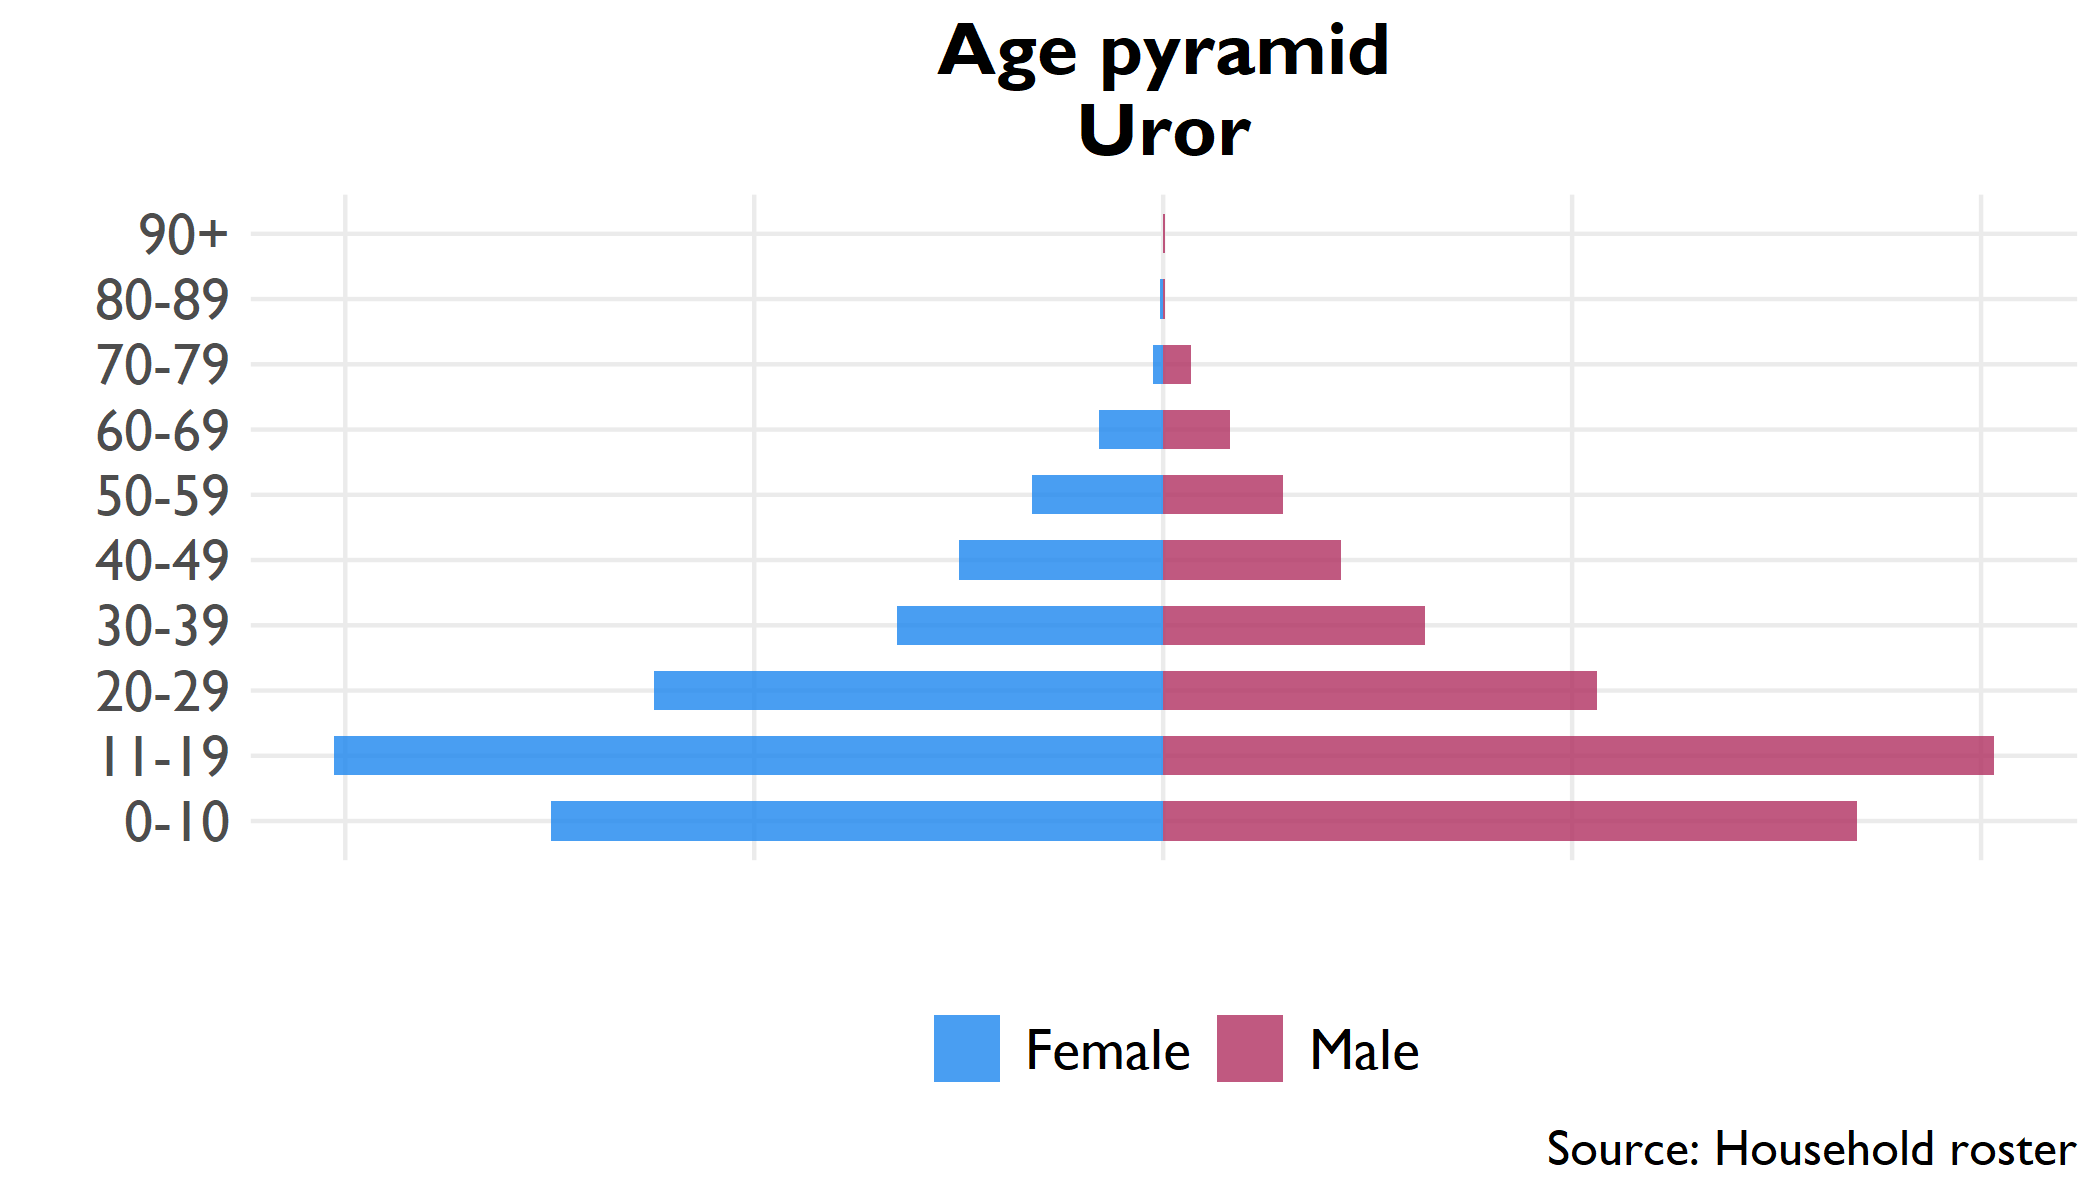 Age pyramid
Uror
90+
80-89
70-79
60-69
50-59
40-49
30-39
20-29
11-19
0-10
Female
Male
Source: Household roster